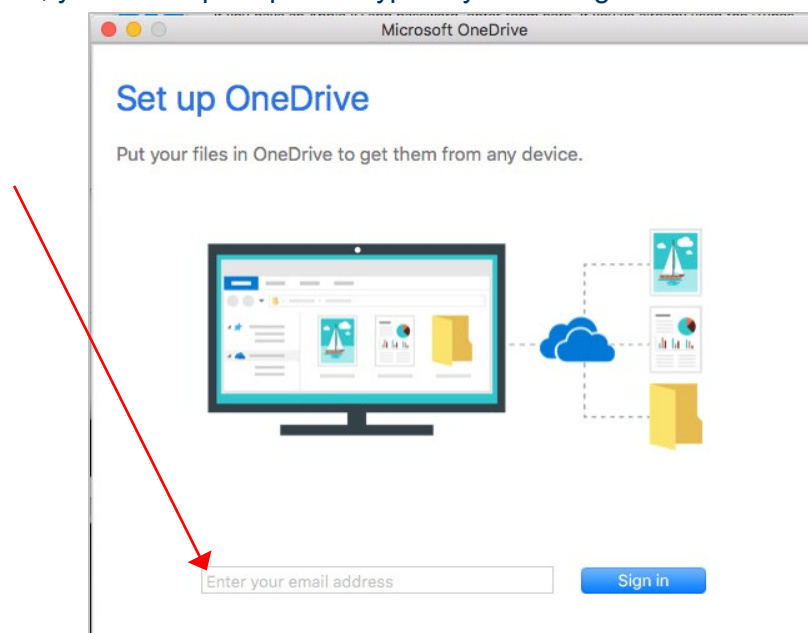 Microsoft OneDrive
Set up OneDrive
Put your files in OneDrive to get them from any device.
Enter your email address
Sign in